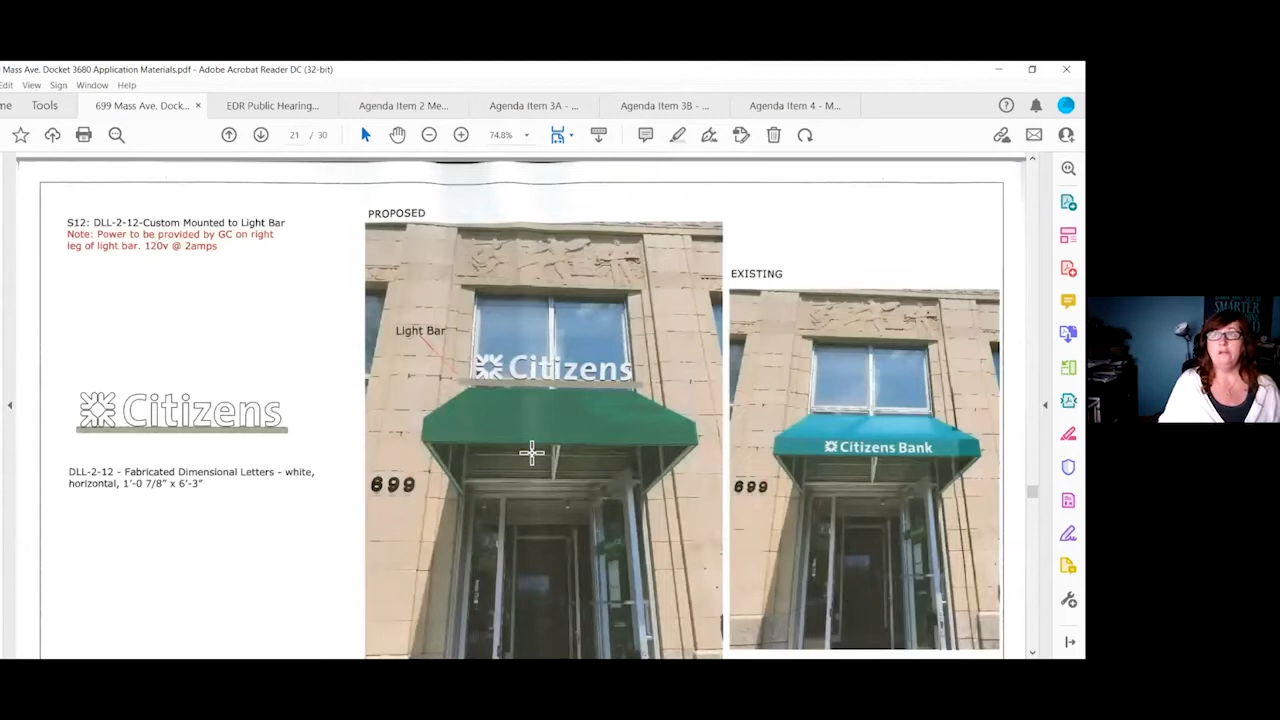 Mass Ave. Docket 3680 Application Materials.pdf - Adobe Acrobat Reader DC (32-bit)
Edit View Sign Window Help
me Tools 699 Mass Ave. Dock... × EDR Public Hearing... Agenda Item 2 Me... Agenda Item 3A - ... Agenda Item 3B - ... Agenda Item 4 - M...
21 / 30 74.8%
PROPOSED
S12: DLL-2-12-Custom Mounted to Light Bar
Note: Power to be provided by GC on right
leg of light bar. 120v @ 2amps
EXISTING
Light Bar
Citizens
Citizens
Citizens Bank
DLL-2-12 - Fabricated Dimensional Letters - white,
horizontal, 1'-0 7/8" x 6'-3"
699
699
SMARTER